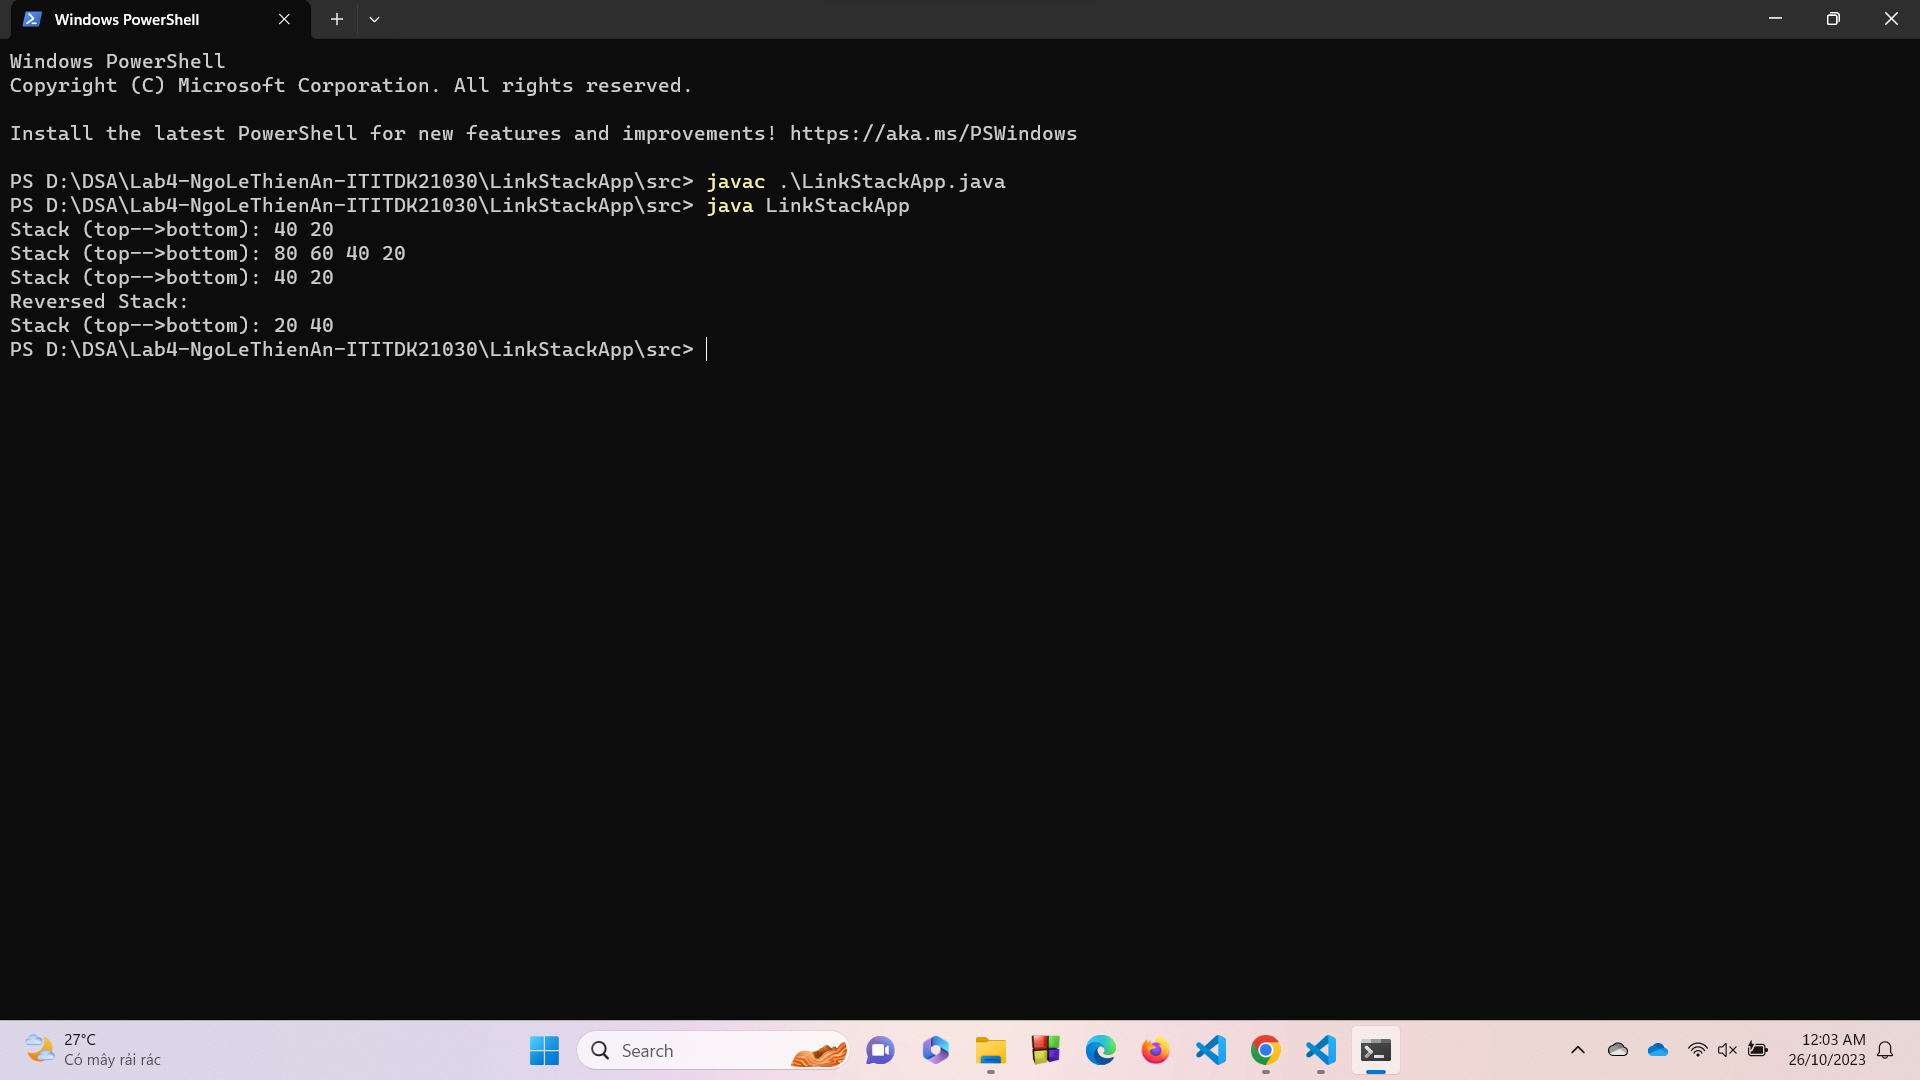 Windows PowerShell
Windows PowerShell
Copyright (C) Microsoft Corporation. All rights reserved.
Install the latest PowerShell for new features and improvements! https://aka.ms/PSWindows
PS D:\DSA\Lab4-NgoLeThienAn-ITITDK21030\LinkStackApp\src> javac .\LinkStackApp.java
PS D:\DSA\Lab4-NgoLeThienAn-ITITDK21030\LinkStackApp\src> java LinkStackApp
Stack (top-->bottom): 40 20
Stack (top-->bottom): 80 60 40 20
Stack (top-->bottom): 40 20
Reversed Stack:
Stack (top-->bottom): 20 40
PS D:\DSA\Lab4-NgoLeThienAn-ITITDK21030\LinkStackApp\src>
27°C
Có mây rải rác
Search
12:03 AM
26/10/2023